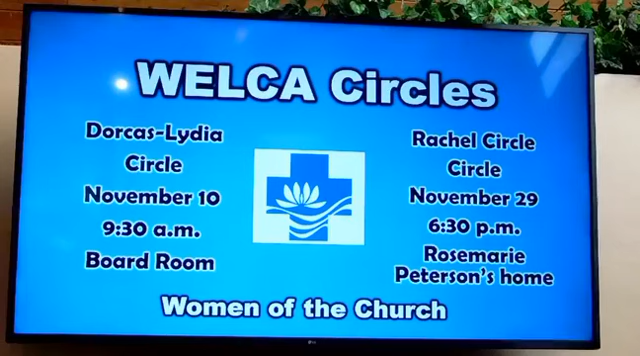 WELCA Circles
Dorcas-Lydia
Circle
November 10
9:30 a.m.
Board Room
Rachel Circle
Circle
November 29
6:30 p.m.
Rosemarie
Peterson's home
Women of the Church